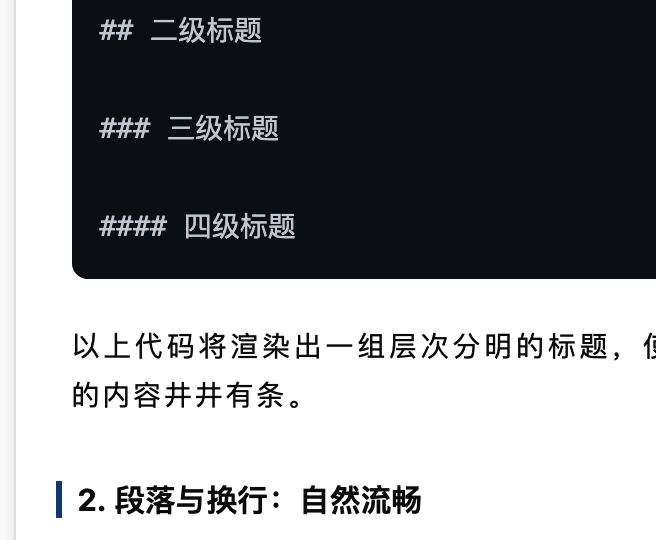 ## 二级标题
### 三级标题
#### 四级标题
以上代码将渲染出一组层次分明的标题，
的内容井井有条。
2. 段落与换行：自然流畅